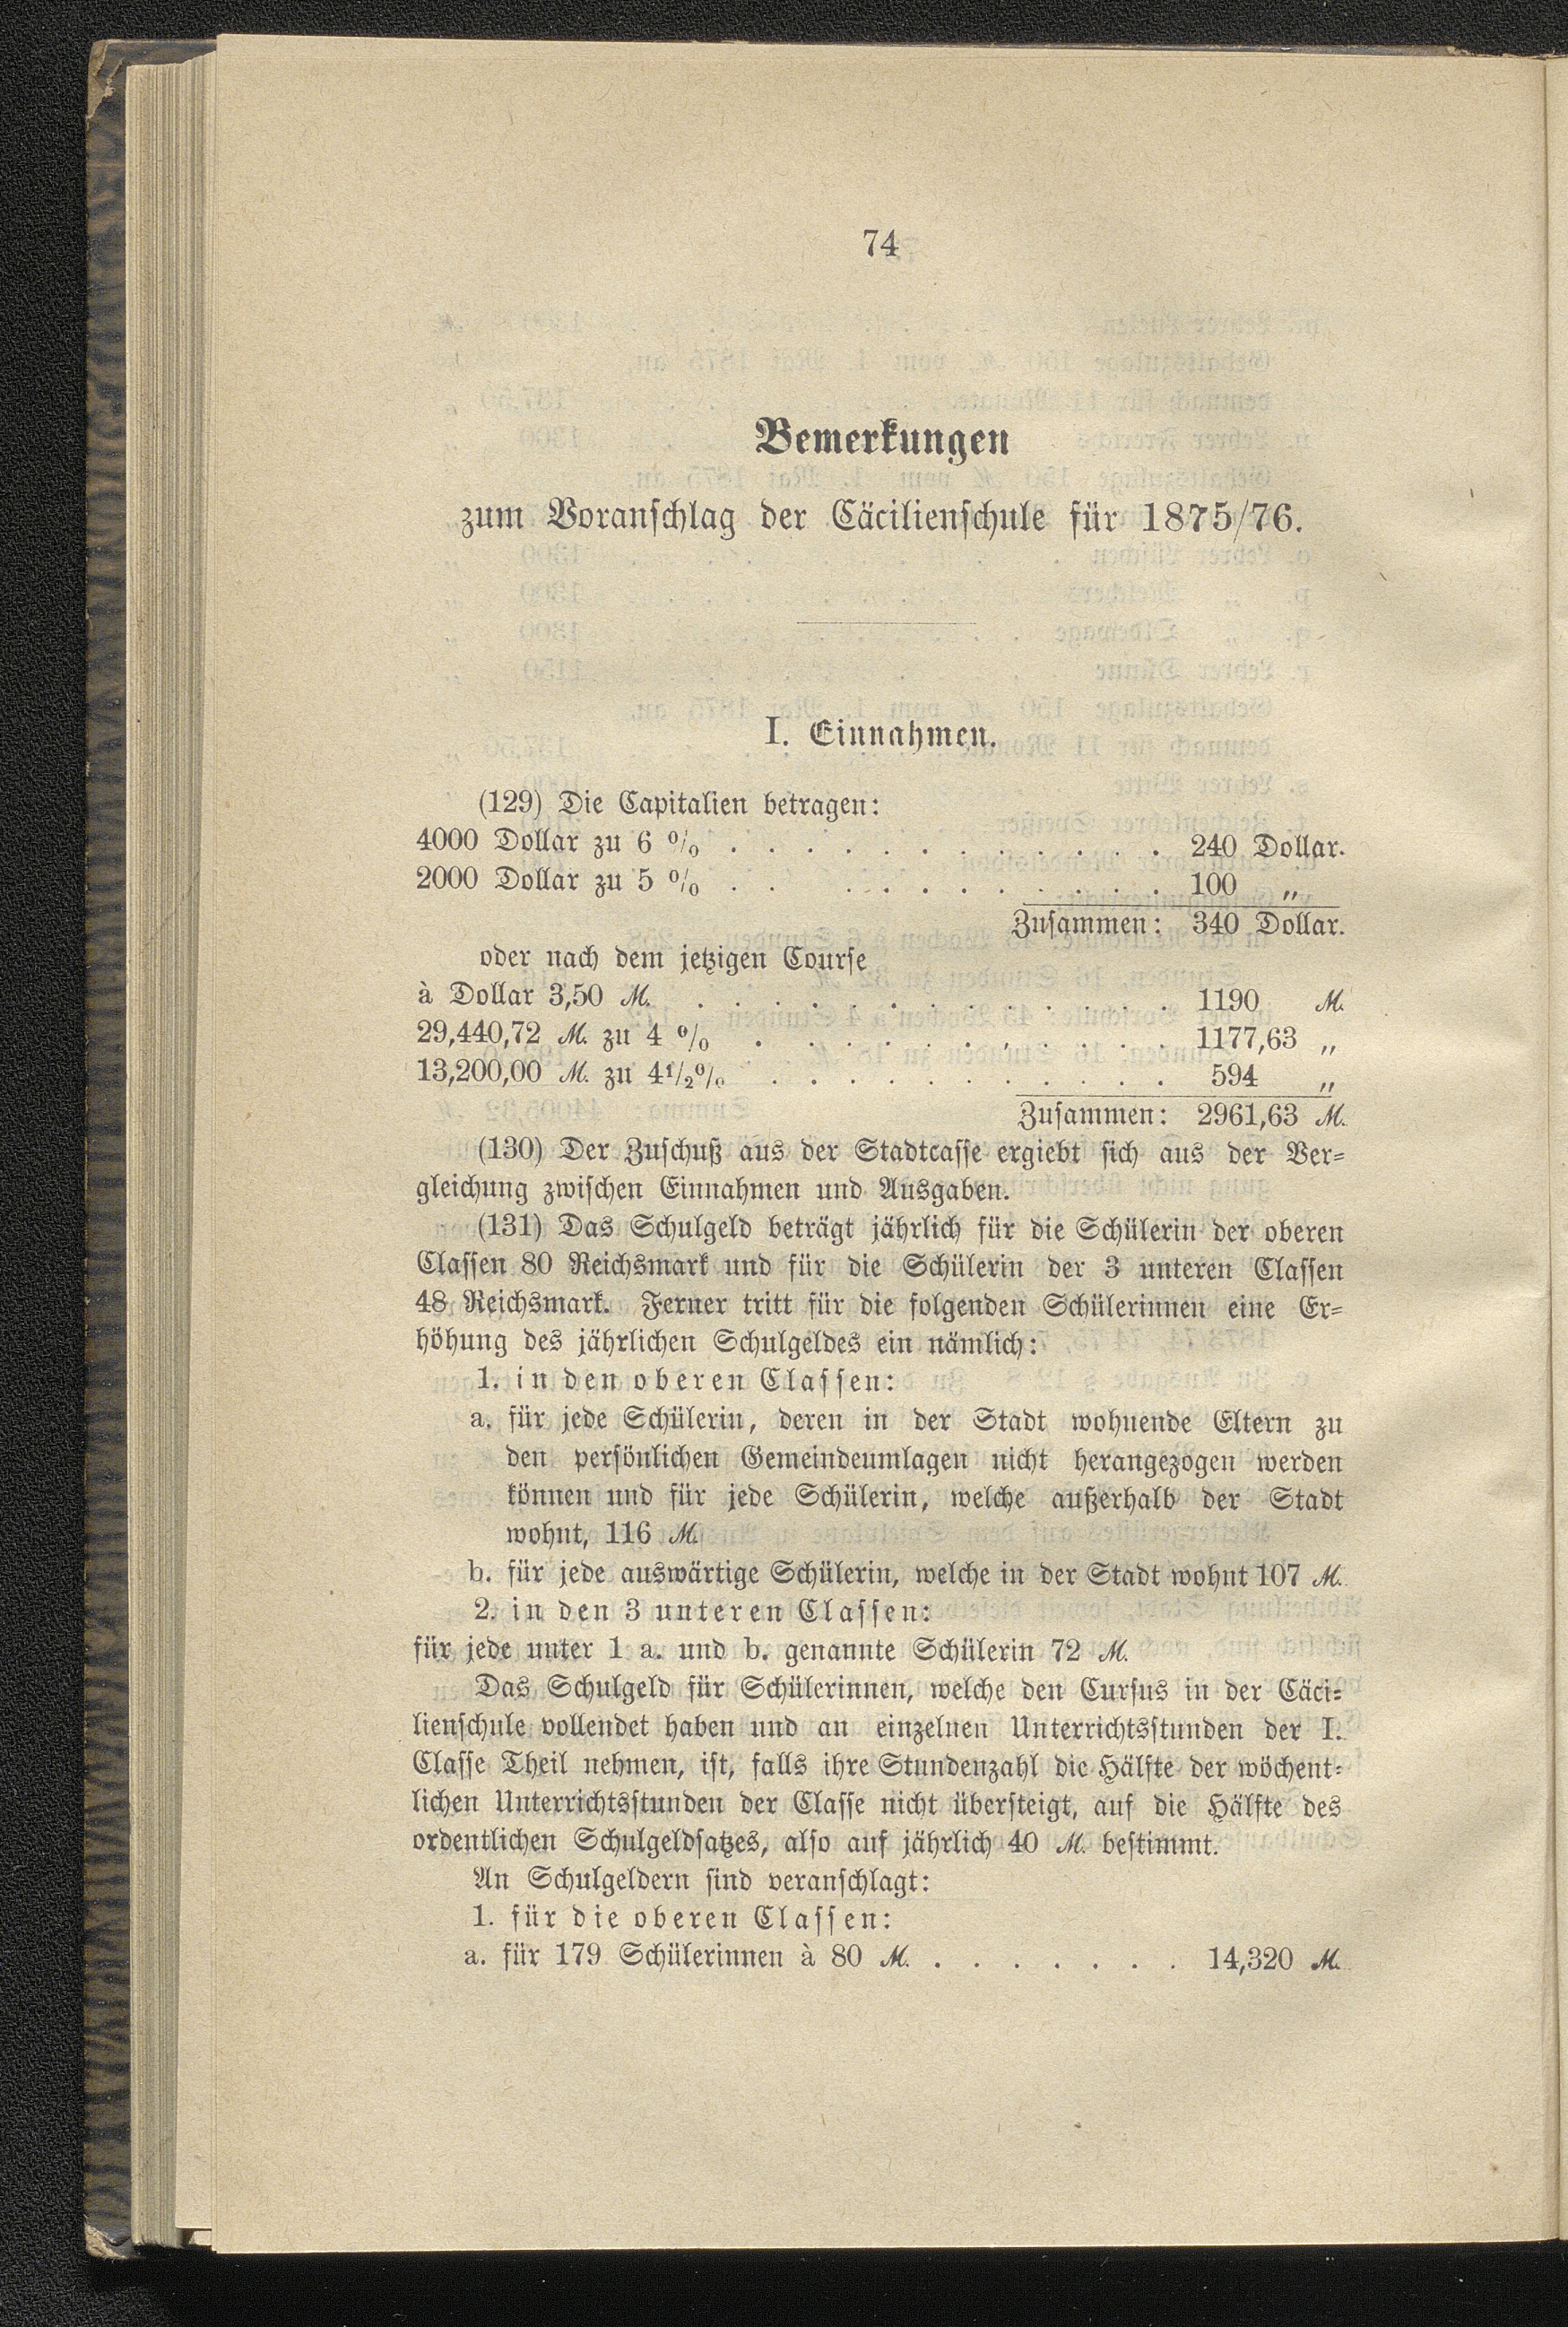 74
Bemerkungen
zum Voranschlag der Cäcilienschule für 1875/76.
I. Einnahmen.
(129) Die Capitalien betragen:
4000 Dollar zu 6 % . . . . . . . . . . . . 240 Dollar.
2000 Dollar zu 5 % . . . . . . . . . . . 100 „
Zusammen: 340 Dollar.
oder nach dem jetzigen Course
à Dollar 3,50 M. . . . . . . . . . . . . . 1190 M.
29,440,72 M. zu 4 % . . . . . . . . . . . 1177,63 „
13,200,00 M. zu 4½% . . . . . . . . . . . 594 „
Zusammen: 2961,63 M.
(130) Der Zuschuß aus der Stadtcasse ergiebt sich aus der Ver-
gleichung zwischen Einnahmen und Ausgaben.
(131) Das Schulgeld beträgt jährlich für die Schülerin der oberen
Classen 80 Reichsmark und für die Schülerin der 3 unteren Classen
48 Reichsmark. Ferner tritt für die folgenden Schülerinnen eine Er-
höhung des jährlichen Schulgeldes ein nämlich:
1. in den oberen Classen:
a. für jede Schülerin, deren in der Stadt wohnende Eltern zu
den persönlichen Gemeindeumlagen nicht herangezogen werden
können und für jede Schülerin, welche außerhalb der Stadt
wohnt, 116 M.
b. für jede auswärtige Schülerin, welche in der Stadt wohnt 107 M.
2. in den 3 unteren Classen:
für jede unter 1 a. und b. genannte Schülerin 72 M.
Das Schulgeld für Schülerinnen, welche den Cursus in der Cäci-
lienschule vollendet haben und an einzelnen Unterrichtsstunden der I.
Classe Theil nehmen, ist, falls ihre Stundenzahl die Hälfte der wöchent-
lichen Unterrichtsstunden der Classe nicht übersteigt, auf die Hälfte des
ordentlichen Schulgeldsatzes, also auf jährlich 40 M. bestimmt.
An Schulgeldern sind veranschlagt:
1. für die oberen Classen:
a. für 179 Schülerinnen à 80 M. . . . . . . . 14,320 M.